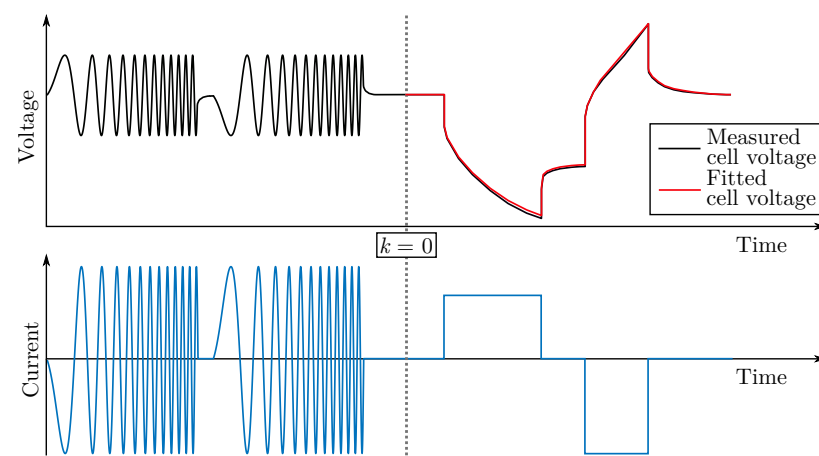 Voltage
Measured
cell voltage
Fitted
cell voltage
Time
k = 0
Current
Time